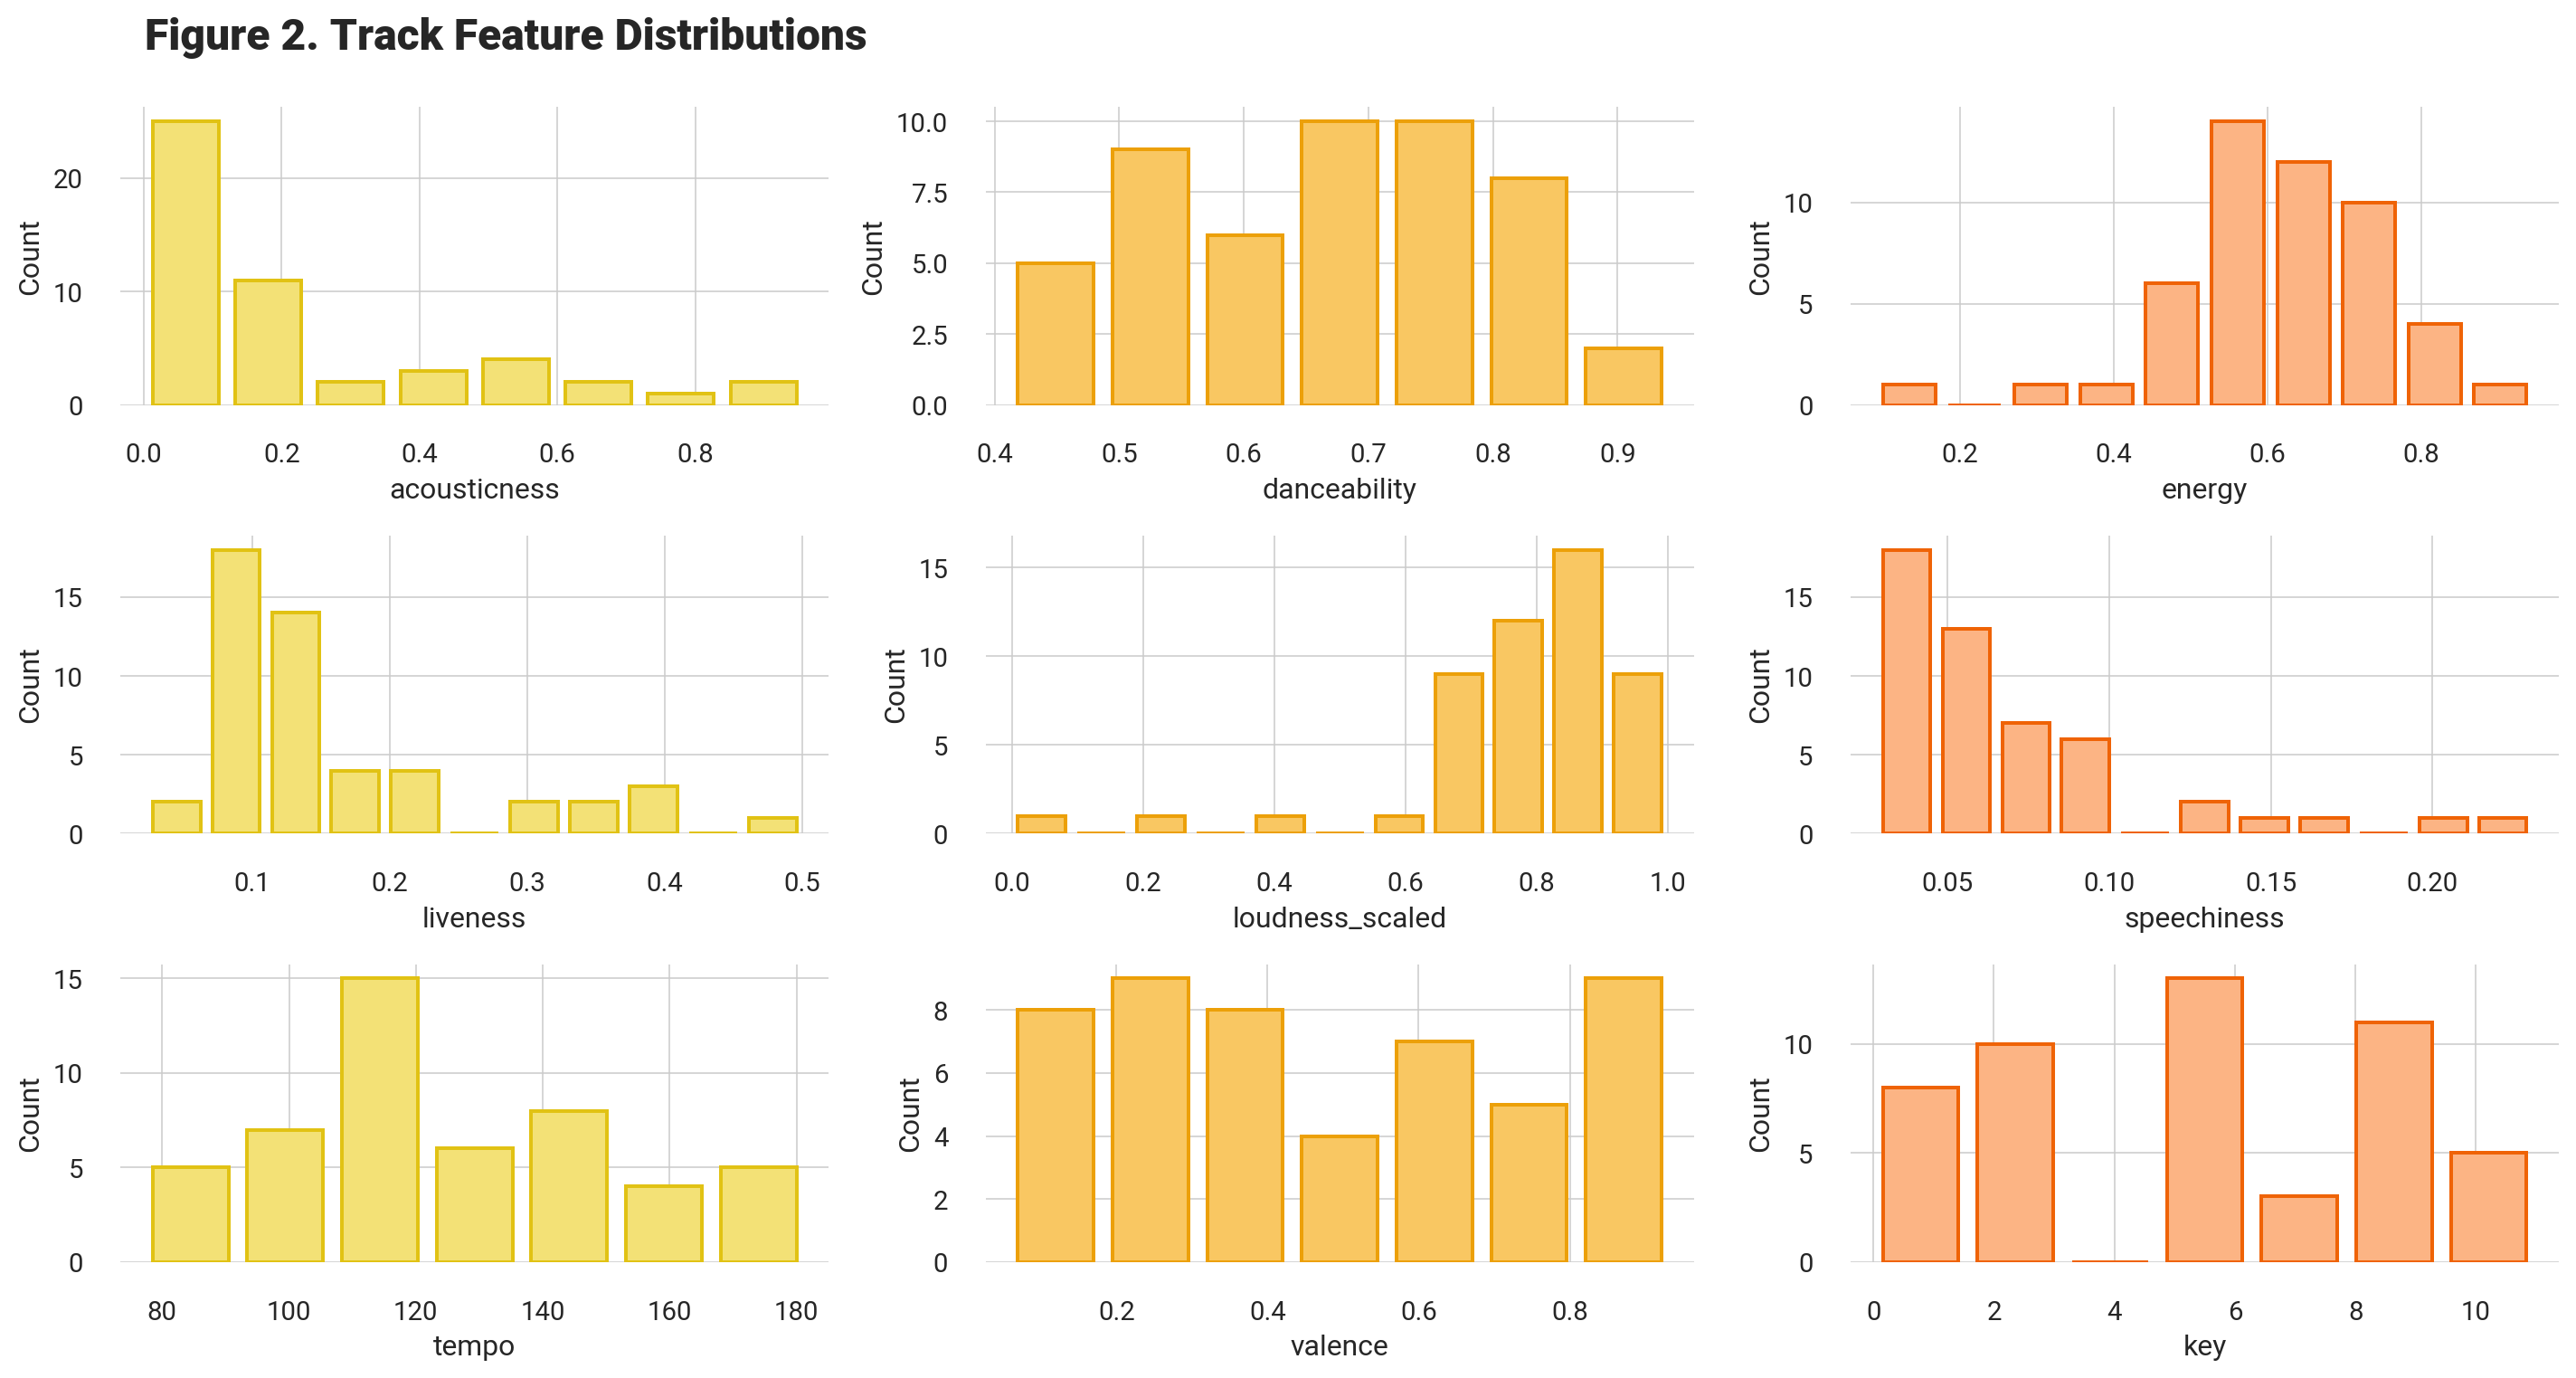 Figure 2. Track Feature Distributions
Count
20
10
0
0.0 0.2 0.4 0.6 0.8
acousticness
Count
10.0
7.5
5.0
2.5
0.0
0.4 0.5 0.6 0.7 0.8 0.9
danceability
Count
10
5
0
0.2 0.4 0.6 0.8
energy
Count
15
10
5
0
0.1 0.2 0.3 0.4 0.5
liveness
Count
15
10
5
0
0.0 0.2 0.4 0.6 0.8 1.0
loudness_scaled
Count
15
10
5
0
0.05 0.10 0.15 0.20
speechiness
Count
15
10
5
0
80 100 120 140 160 180
tempo
Count
8
6
4
2
0
0.2 0.4 0.6 0.8
valence
Count
10
5
0
0 2 4 6 8 10
key